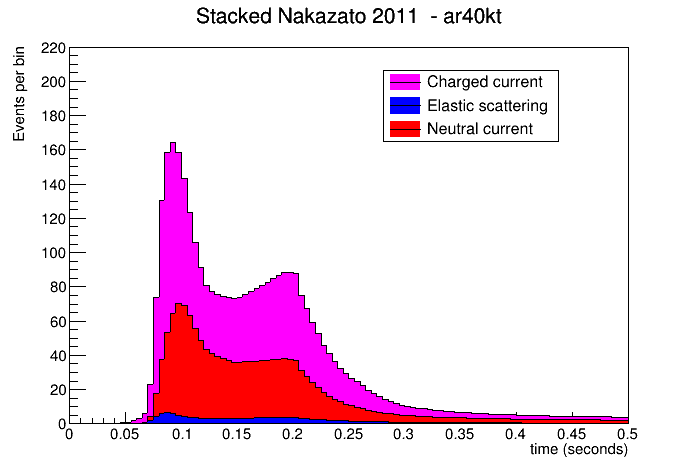 Stacked Nakazato 2011 - ar40kt
Events per bin
220
200
180
160
140
120
100
80
60
40
20
0
Charged current
Elastic scattering
Neutral current
0 0.05 0.1 0.15 0.2 0.25 0.3 0.35 0.4 0.45 0.5
time (seconds)